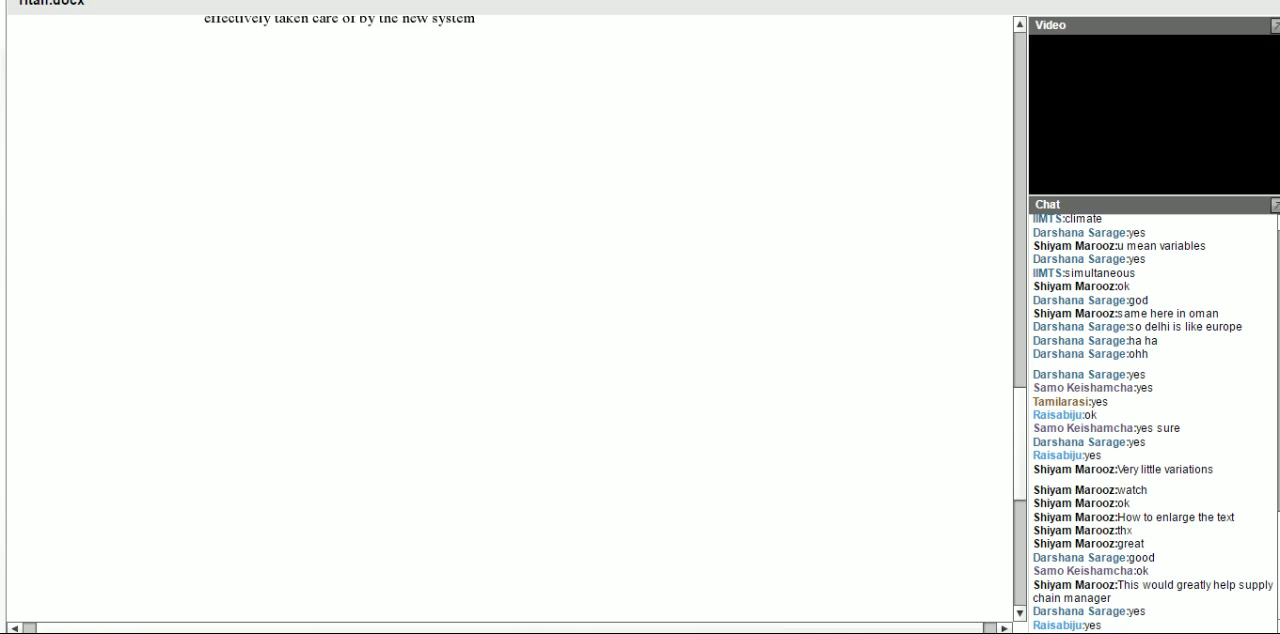 Titan.docx
effectively taken care of by the new system
Video
Chat
IIMTS:climate
Darshana Sarage:yes
Shiyam Marooz:u mean variables
Darshana Sarage:yes
IIMTS:simultaneous
Shiyam Marooz:ok
Darshana Sarage:god
Shiyam Marooz:same here in oman
Darshana Sarage:so delhi is like europe
Darshana Sarage:ha ha
Darshana Sarage:ohh
Darshana Sarage:yes
Samo Keishamcha:yes
Tamilarasi:yes
Raisabiju:ok
Samo Keishamcha:yes sure
Darshana Sarage:yes
Raisabiju:yes
Shiyam Marooz:Very little variations
Shiyam Marooz:watch
Shiyam Marooz:ok
Shiyam Marooz:How to enlarge the text
Shiyam Marooz:thx
Shiyam Marooz:great
Darshana Sarage:good
Samo Keishamcha:ok
Shiyam Marooz:This would greatly help supply
chain manager
Darshana Sarage:yes
Raisabiju:yes